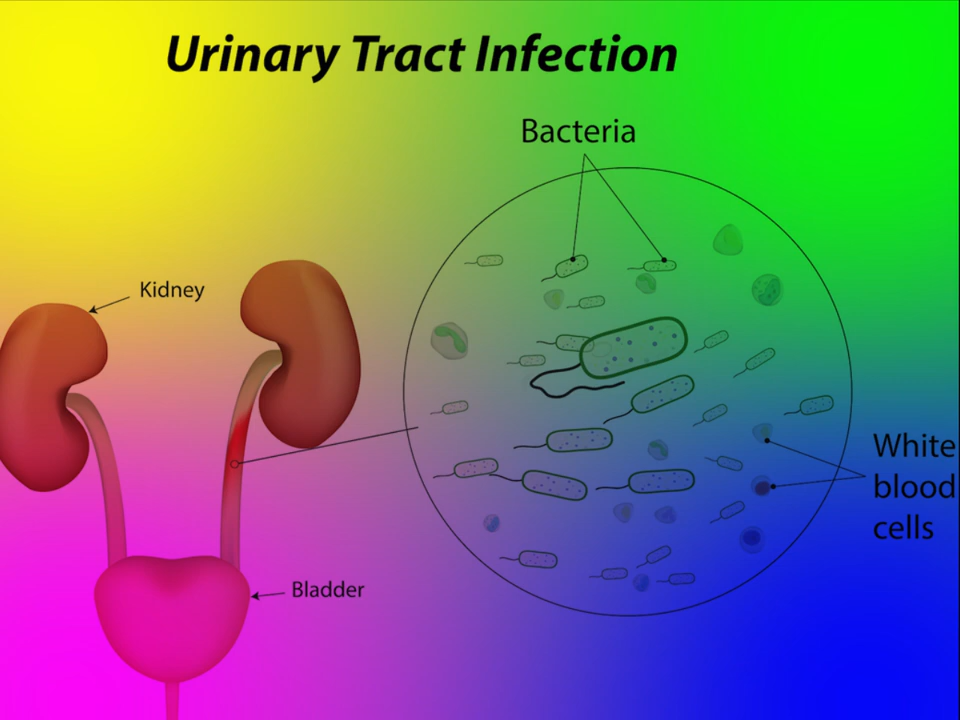 Urinary Tract Infection
Bacteria
Kidney
White
blood
cells
Bladder